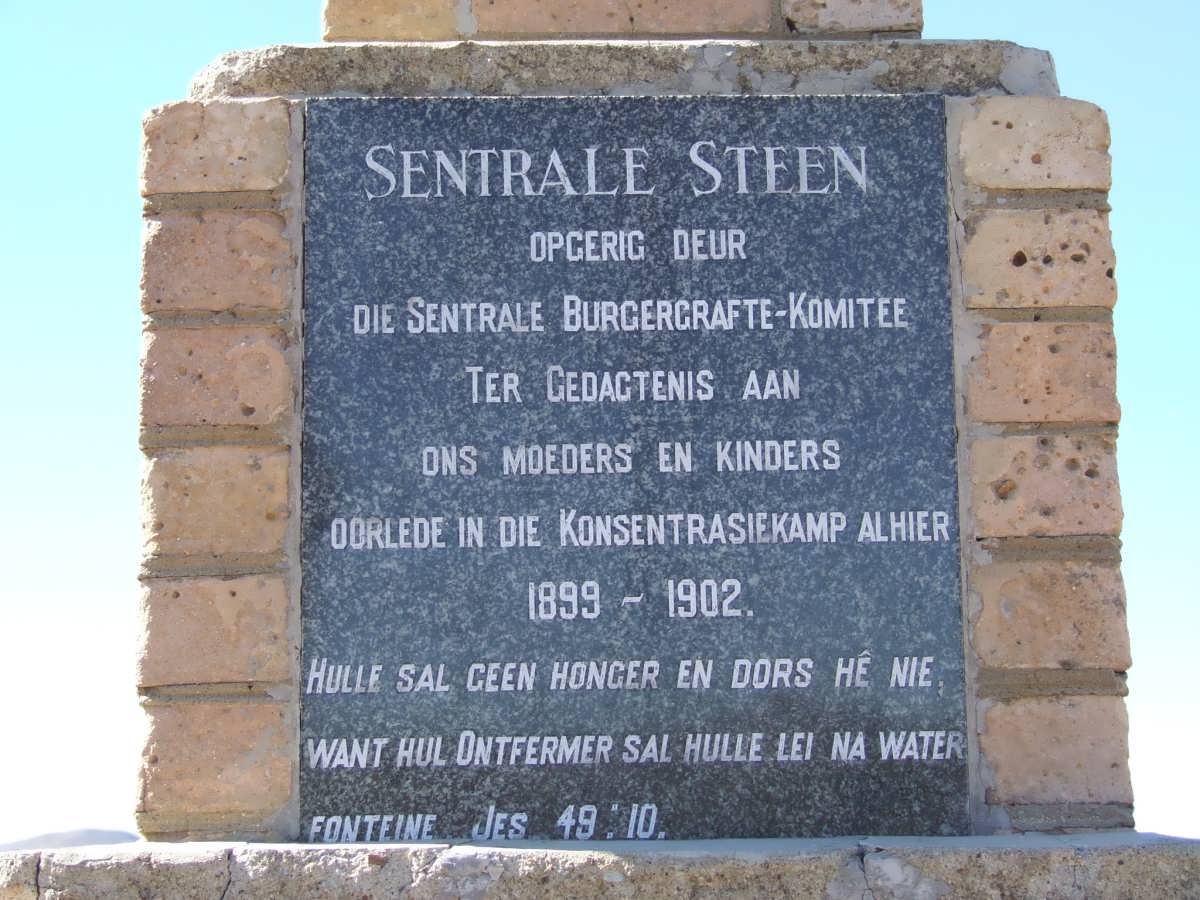 SENTRALE STEEN
OPGERIG DEUR
DIE SENTRALE BURGERGRAFTE-KOMITEE
TER GEDAGTENIS AAN
ONS MOEDERS EN KINDERS
OORLEDE IN DIE KONSENTRASIEKAMP ALHIER
1899 - 1902.
HULLE SAL GEEN HONGER EN DORS HÊ NIE,
WANT HUL ONTFERMER SAL HULLE LEI NA WATER
FONTEINE JES 49:10.